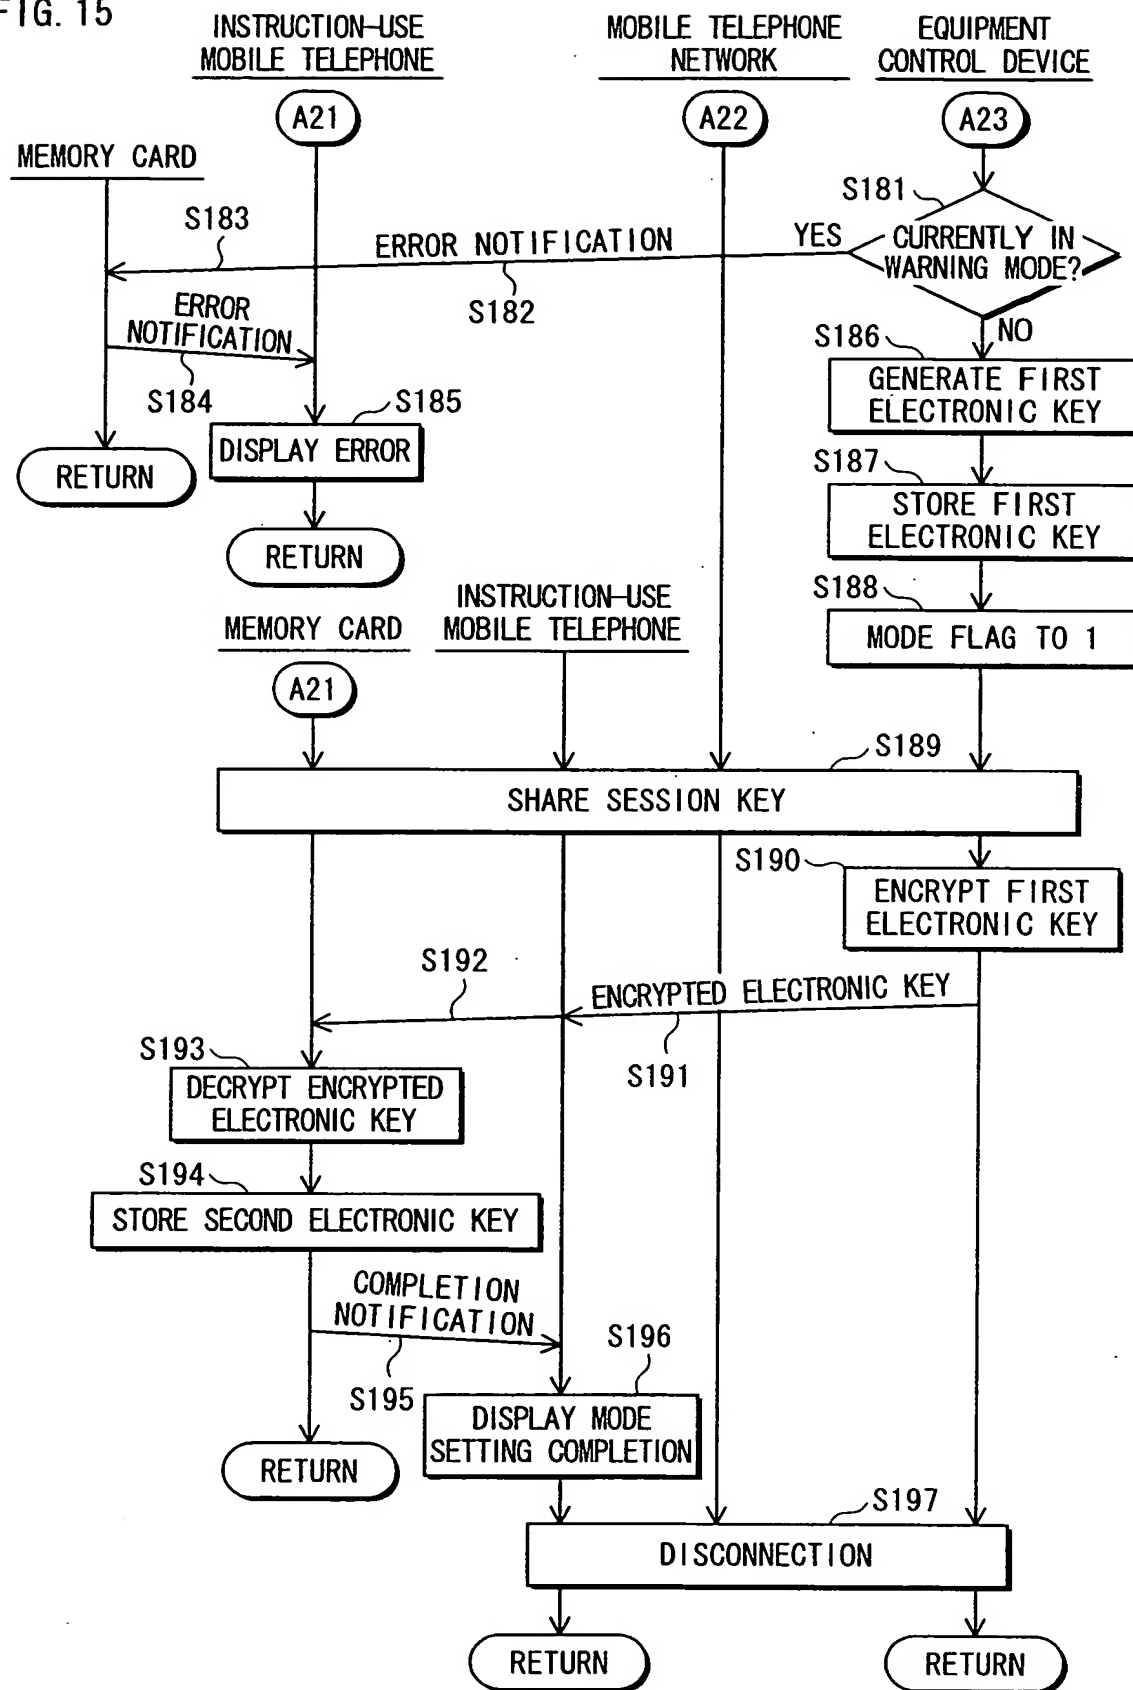 FIG. 15
INSTRUCTION-USE
MOBILE TELEPHONE
MOBILE TELEPHONE
NETWORK
EQUIPMENT
CONTROL DEVICE
A21
A22
A23
MEMORY CARD
S181
S183
ERROR NOTIFICATION
YES
CURRENTLY IN
WARNING MODE?
S182
ERROR
NOTIFICATION
NO
S186
GENERATE FIRST
ELECTRONIC KEY
S184
S185
DISPLAY ERROR
RETURN
S187
STORE FIRST
ELECTRONIC KEY
RETURN
S188
MODE FLAG TO 1
INSTRUCTION-USE
MOBILE TELEPHONE
MEMORY CARD
A21
S189
SHARE SESSION KEY
S190
ENCRYPT FIRST
ELECTRONIC KEY
S192
ENCRYPTED ELECTRONIC KEY
S191
S193
DECRYPT ENCRYPTED
ELECTRONIC KEY
S194
STORE SECOND ELECTRONIC KEY
COMPLETION
NOTIFICATION
S195
S196
DISPLAY MODE
SETTING COMPLETION
RETURN
S197
DISCONNECTION
RETURN
RETURN